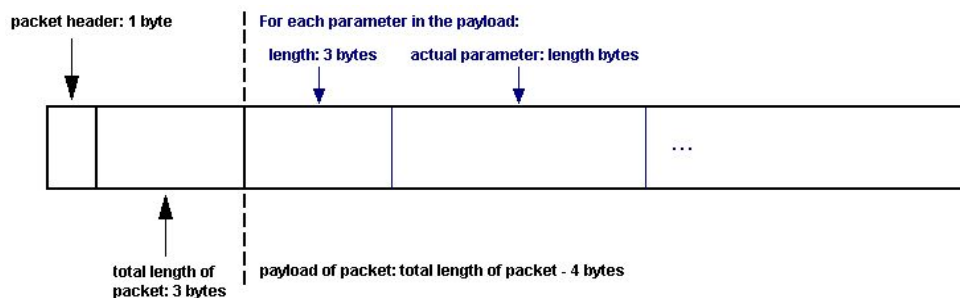 packet header: 1 byte
For each parameter in the payload:
length: 3 bytes
actual parameter: length bytes
...
total length of
packet: 3 bytes
payload of packet: total length of packet - 4 bytes